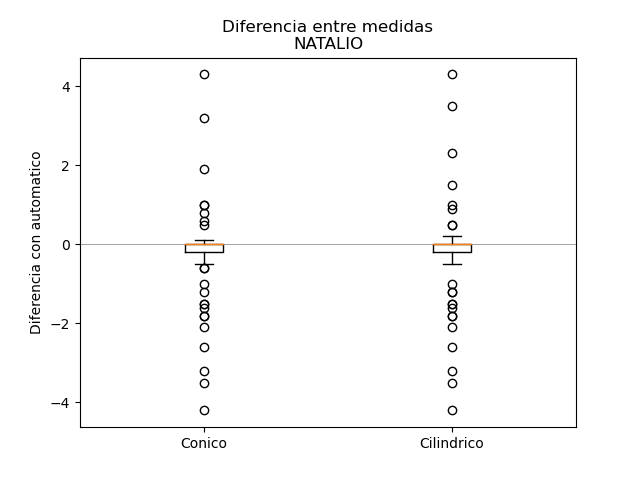 Diferencia entre medidas
NATALIO
Diferencia con automatico
4
2
0
−2
−4
Conico
Cilindrico